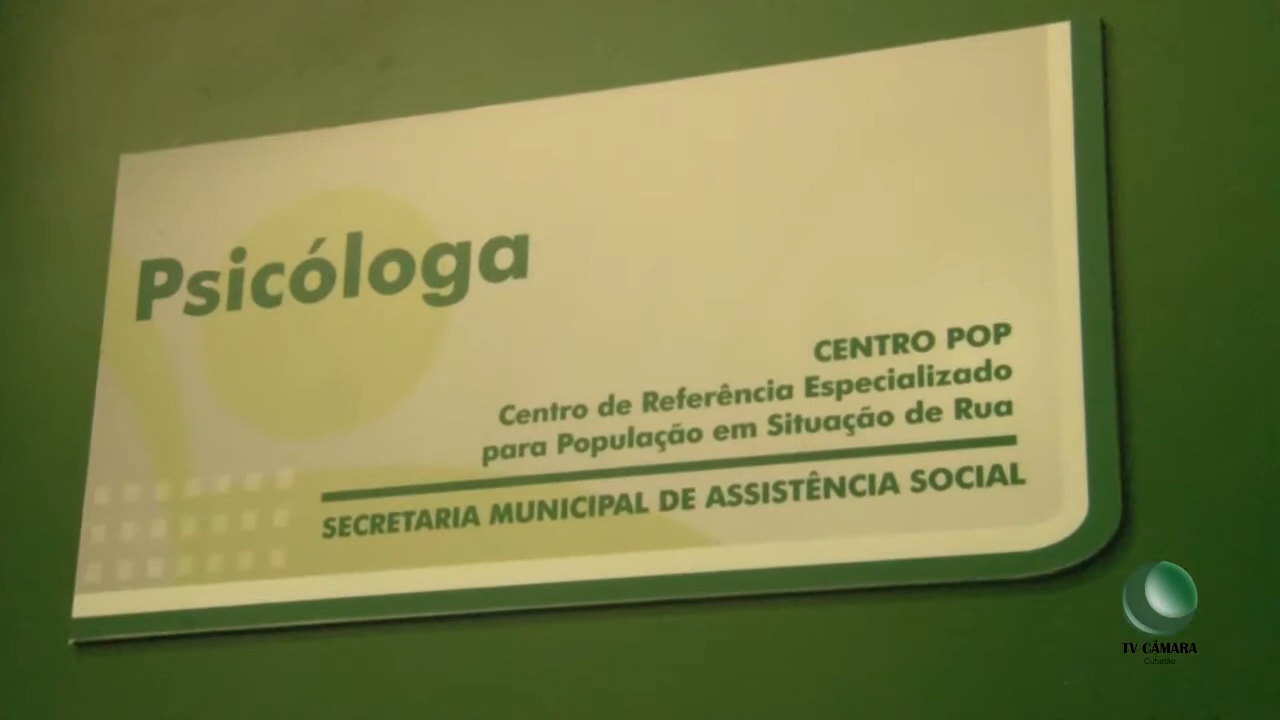 Psicóloga
CENTRO POP
Centro de Referência Especializado
para População em Situação de Rua
SECRETARIA MUNICIPAL DE ASSISTÊNCIA SOCIAL
TV CÂMARA
Cubatão